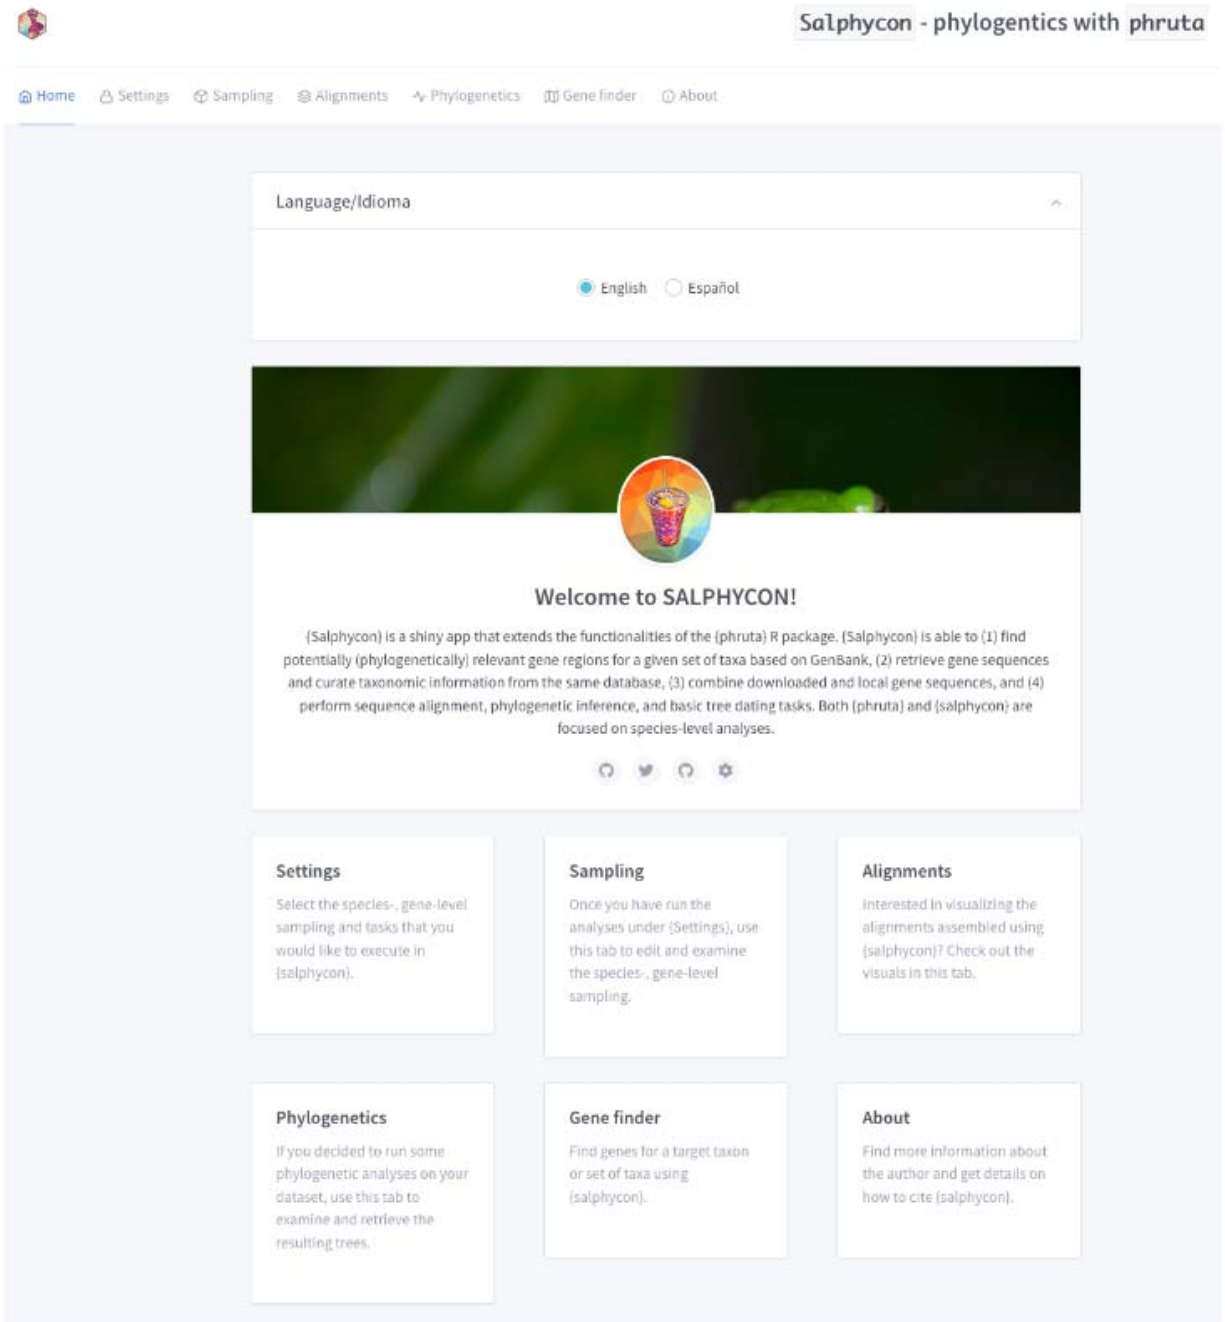 Salphycon - phylogentics with phruta
Home Settings Sampling Alignments Phylogenetics Gene finder About
Language/Idioma
English Español
Welcome to SALPHYCON!
{Salphycon} is a shiny app that extends the functionalities of the {phruta} R package. {Salphycon} is able to (1) find
potentially (phylogenetically) relevant gene regions for a given set of taxa based on GenBank, (2) retrieve gene sequences
and curate taxonomic information from the same database, (3) combine downloaded and local gene sequences, and (4)
perform sequence alignment, phylogenetic inference, and basic tree dating tasks. Both {phruta} and {salphycon} are
focused on species-level analyses.
Settings
Select the species-, gene-level
sampling and tasks that you
would like to execute in
{salphycon}.
Sampling
Once you have run the
analyses under {Settings}, use
this tab to edit and examine
the species-, gene-level
sampling.
Alignments
Interested in visualizing the
alignments assembled using
{salphycon}? Check out the
visuals in this tab.
Phylogenetics
If you decided to run some
phylogenetic analyses on your
dataset, use this tab to
examine and retrieve the
resulting trees.
Gene finder
Find genes for a target taxon
or set of taxa using
{salphycon}.
About
Find more information about
the author and get details on
how to cite {salphycon}.